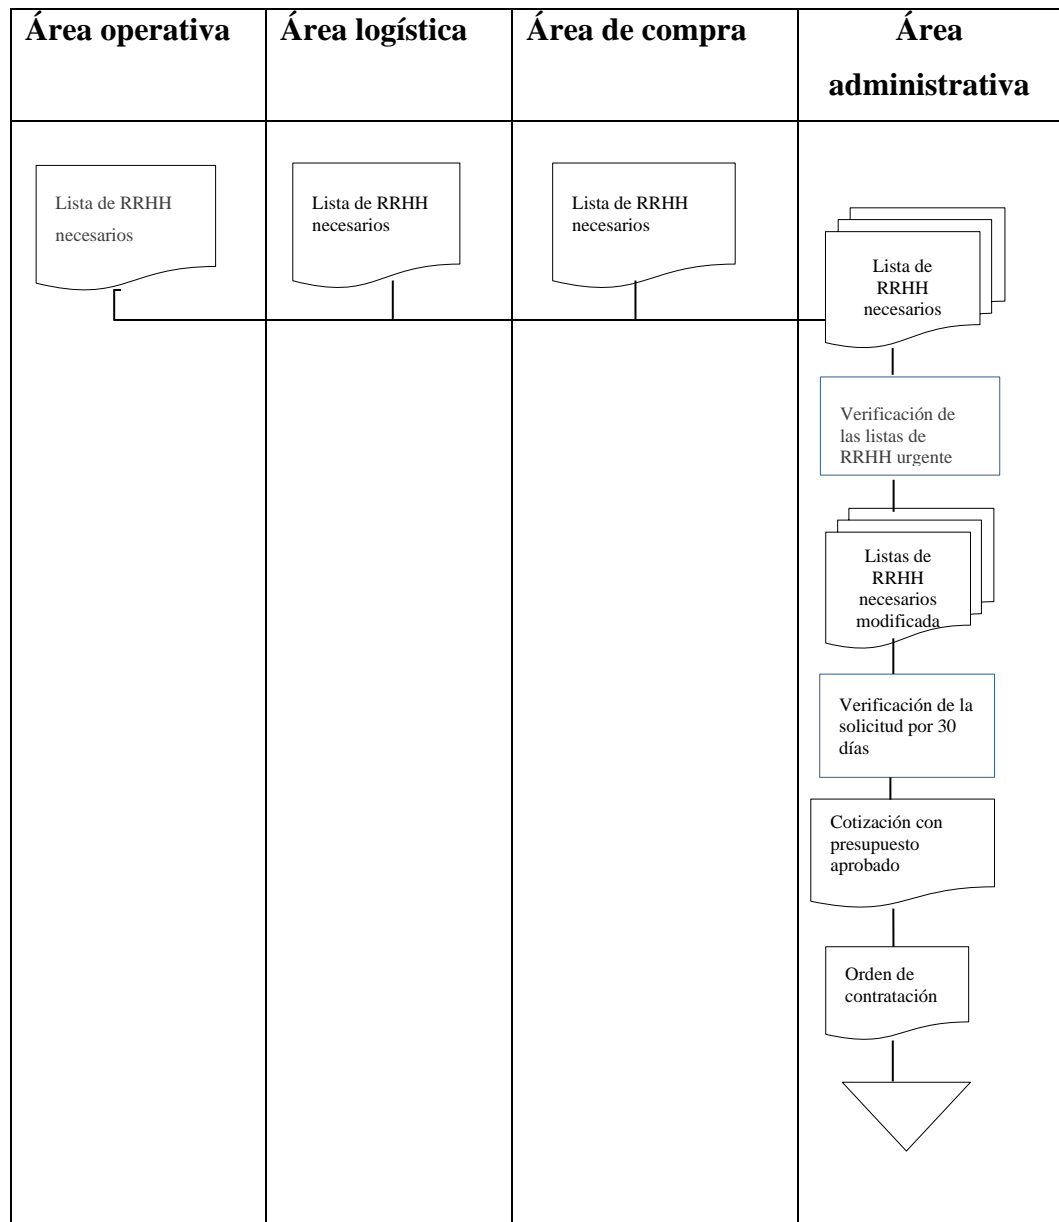 Área operativa
Área logística
Área de compra
Área
administrativa
Lista de RRHH
necesarios
Lista de RRHH
necesarios
Lista de RRHH
necesarios
Lista de
RRHH
necesarios
Verificación de
las listas de
RRHH urgente
Listas de
RRHH
necesarios
modificada
Verificación de la
solicitud por 30
días
Cotización con
presupuesto
aprobado
Orden de
contratación